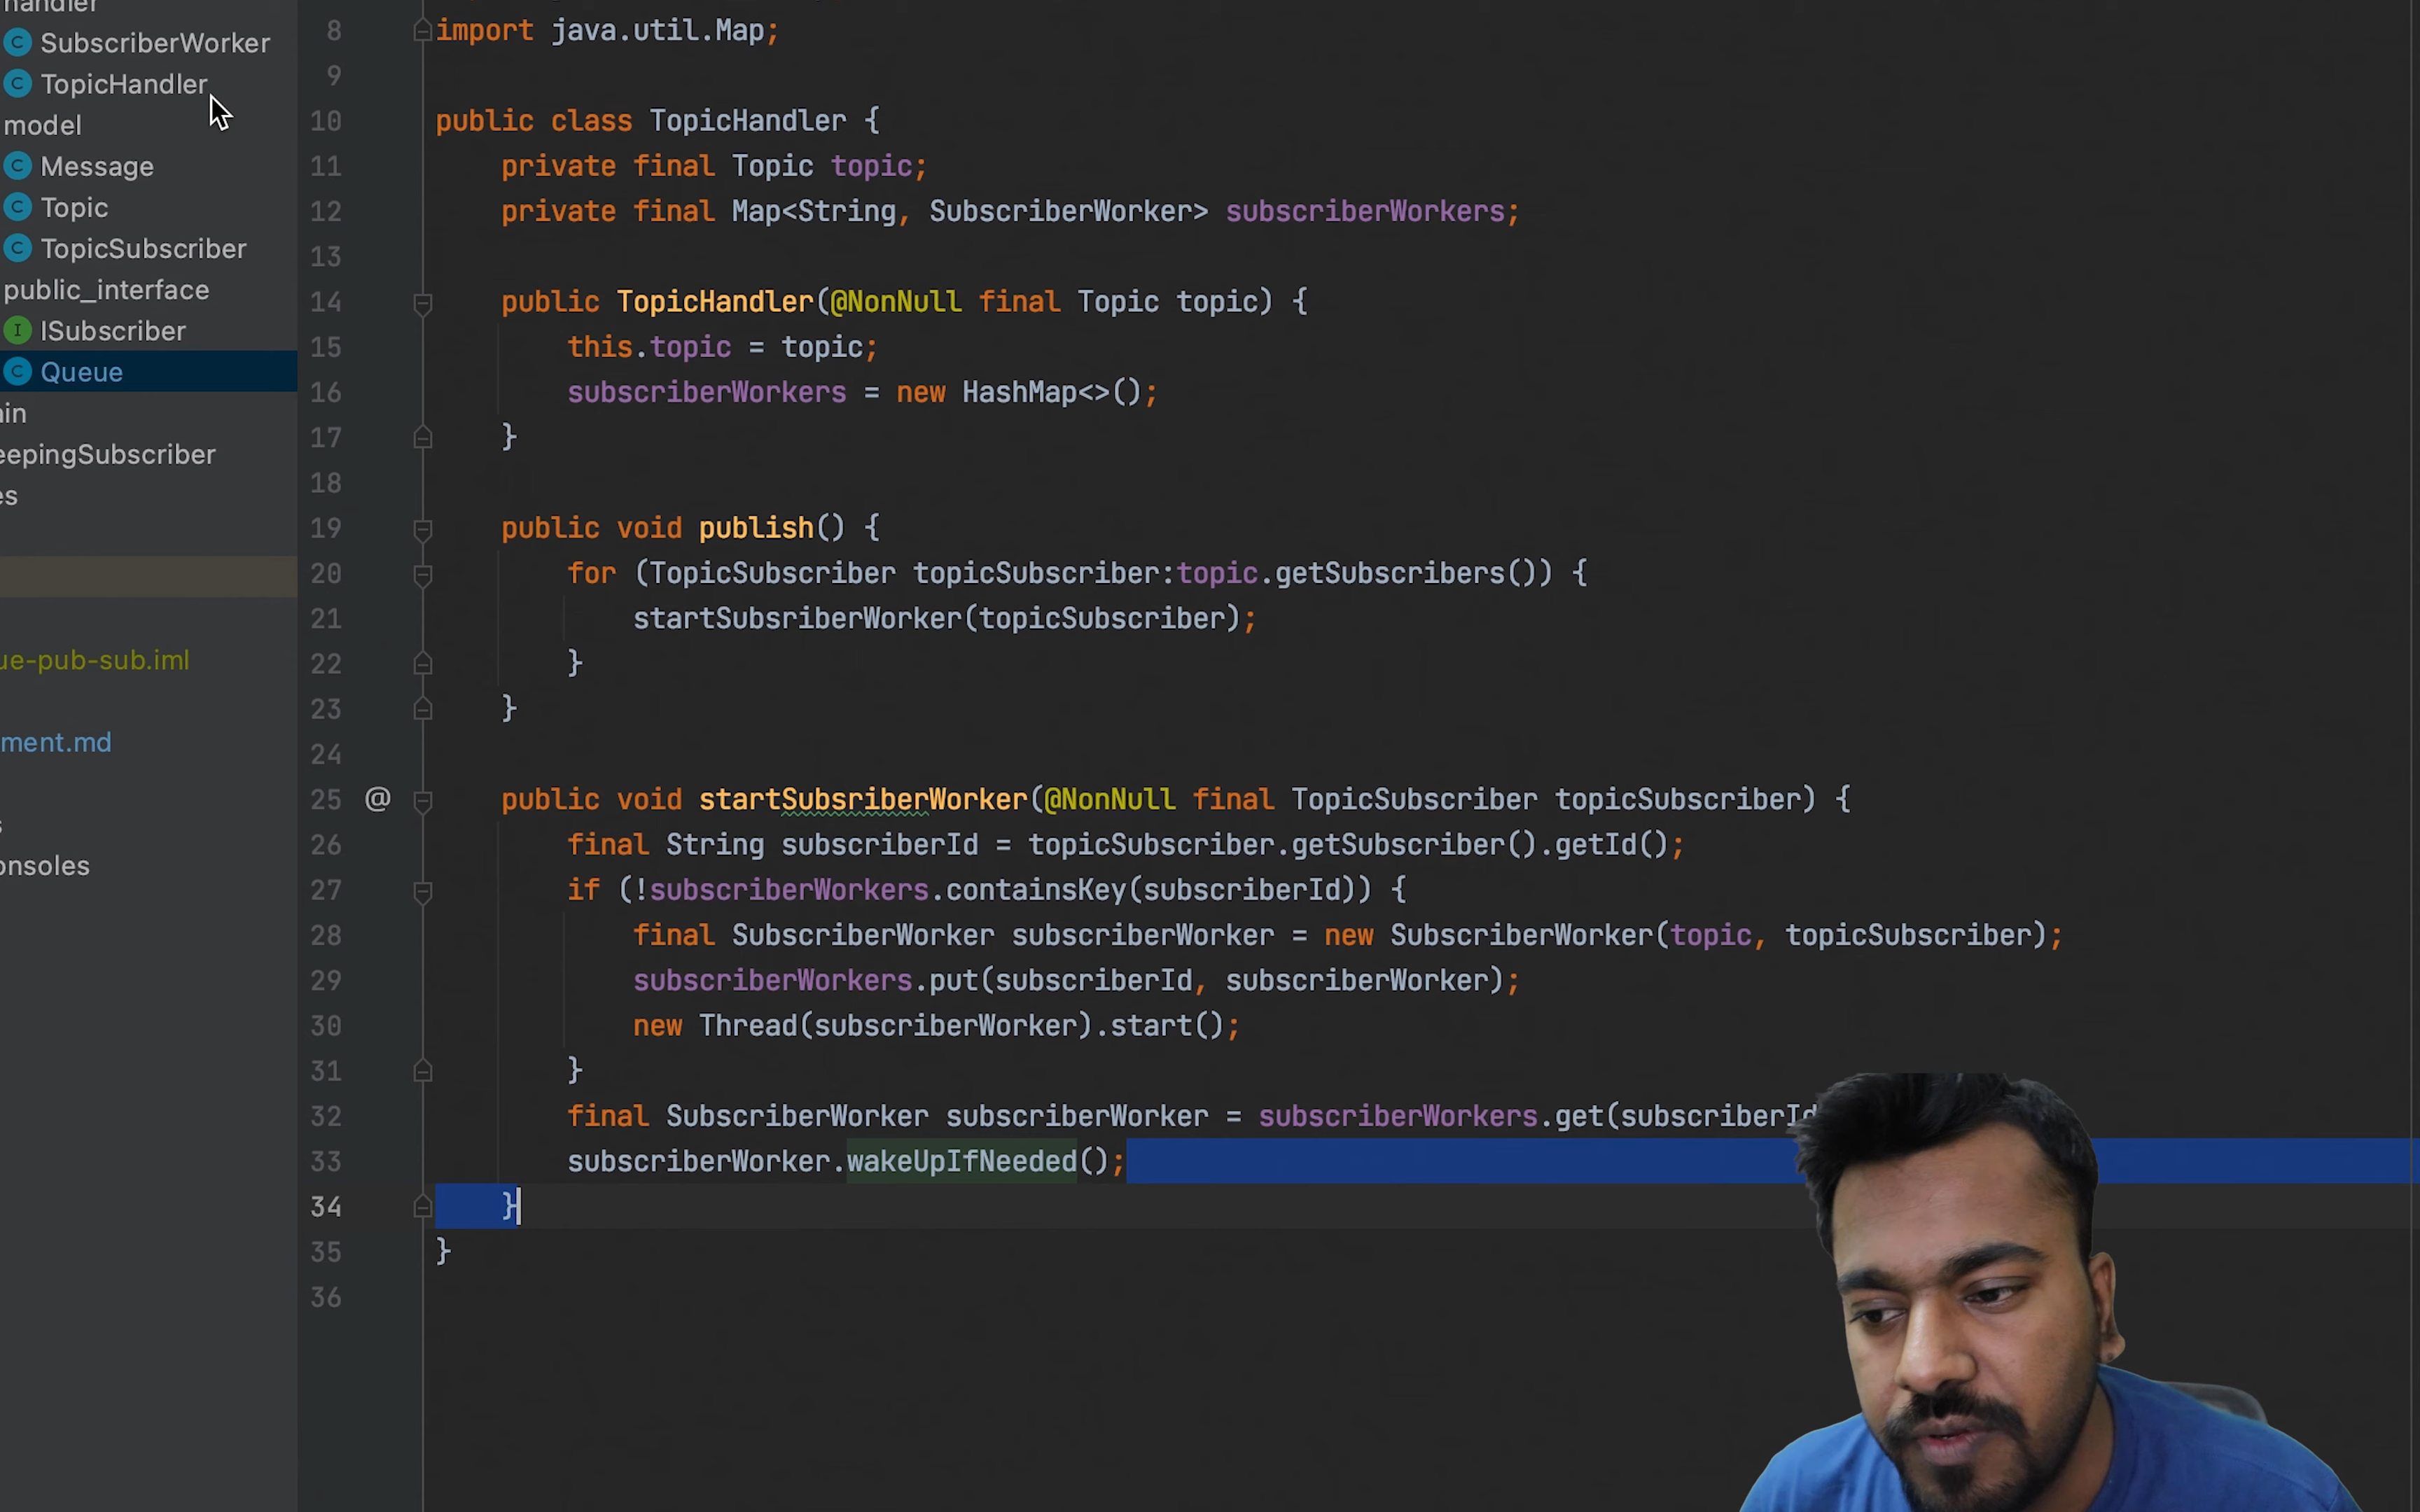 handler
SubscriberWorker
TopicHandler
model
Message
Topic
TopicSubscriber
public_interface
ISubscriber
Queue
in
eepingSubscriber
es
ue-pub-sub.iml
ment.md
s
onsoles
8 import java.util.Map;
9
10 public class TopicHandler {
11 private final Topic topic;
12 private final Map<String, SubscriberWorker> subscriberWorkers;
13
14 public TopicHandler(@NonNull final Topic topic) {
15 this.topic = topic;
16 subscriberWorkers = new HashMap<>();
17 }
18
19 public void publish() {
20 for (TopicSubscriber topicSubscriber:topic.getSubscribers()) {
21 startSubsriberWorker(topicSubscriber);
22 }
23 }
24
25 @ public void startSubsriberWorker(@NonNull final TopicSubscriber topicSubscriber) {
26 final String subscriberId = topicSubscriber.getSubscriber().getId();
27 if (!subscriberWorkers.containsKey(subscriberId)) {
28 final SubscriberWorker subscriberWorker = new SubscriberWorker(topic, topicSubscriber);
29 subscriberWorkers.put(subscriberId, subscriberWorker);
30 new Thread(subscriberWorker).start();
31 }
32 final SubscriberWorker subscriberWorker = subscriberWorkers.get(subscriberId
33 subscriberWorker.wakeUpIfNeeded();
34 }
35 }
36